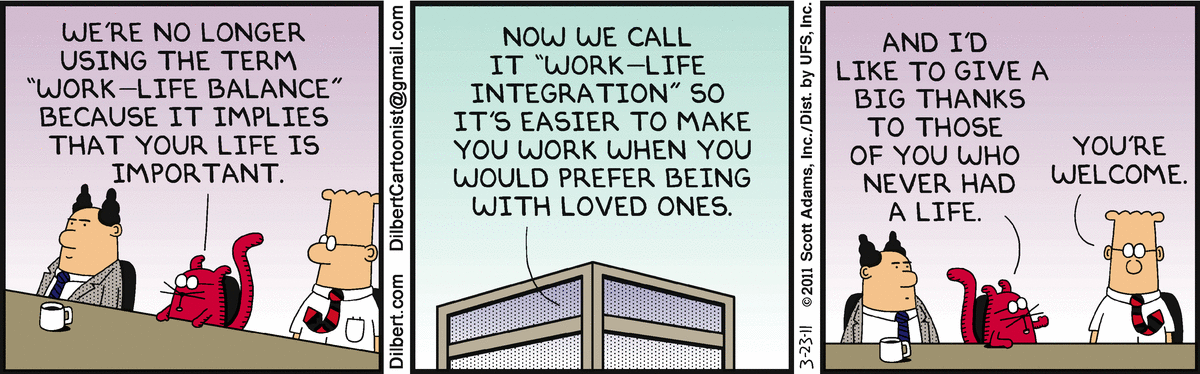 WE'RE NO LONGER
USING THE TERM
"WORK—LIFE BALANCE"
BECAUSE IT IMPLIES
THAT YOUR LIFE IS
IMPORTANT.
Dilbert.com DilbertCartoonist@gmail.com
NOW WE CALL
IT "WORK—LIFE
INTEGRATION" SO
IT'S EASIER TO MAKE
YOU WORK WHEN YOU
WOULD PREFER BEING
WITH LOVED ONES.
3-23-11 © 2011 Scott Adams, Inc./Dist. by UFS, Inc.
AND I'D
LIKE TO GIVE A
BIG THANKS
TO THOSE
OF YOU WHO
NEVER HAD
A LIFE.
YOU'RE
WELCOME.